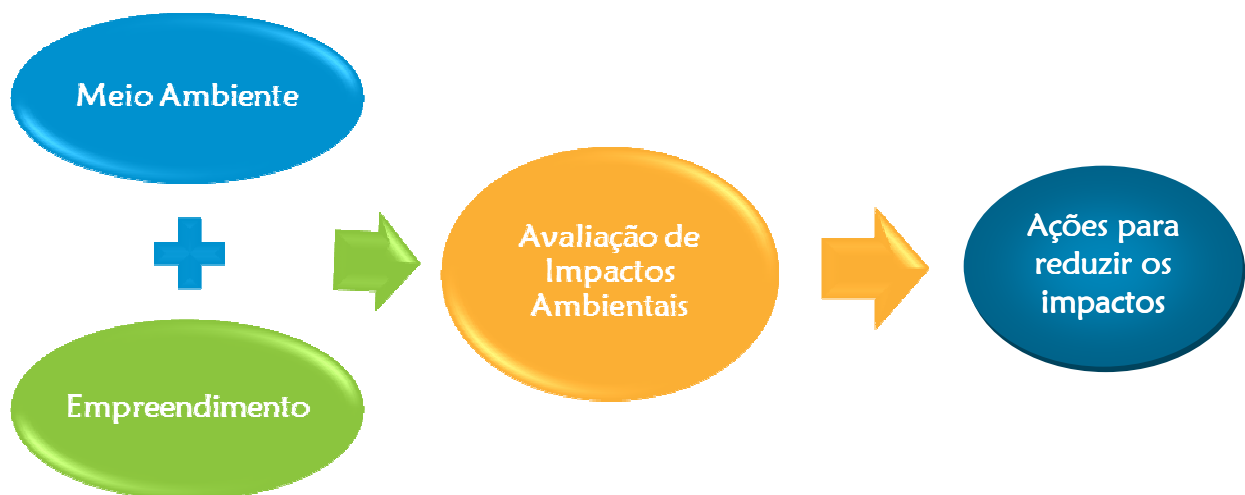 Meio Ambiente
Empreendimento
Avaliação de
Impactos
Ambientais
Ações para
reduzir os
impactos